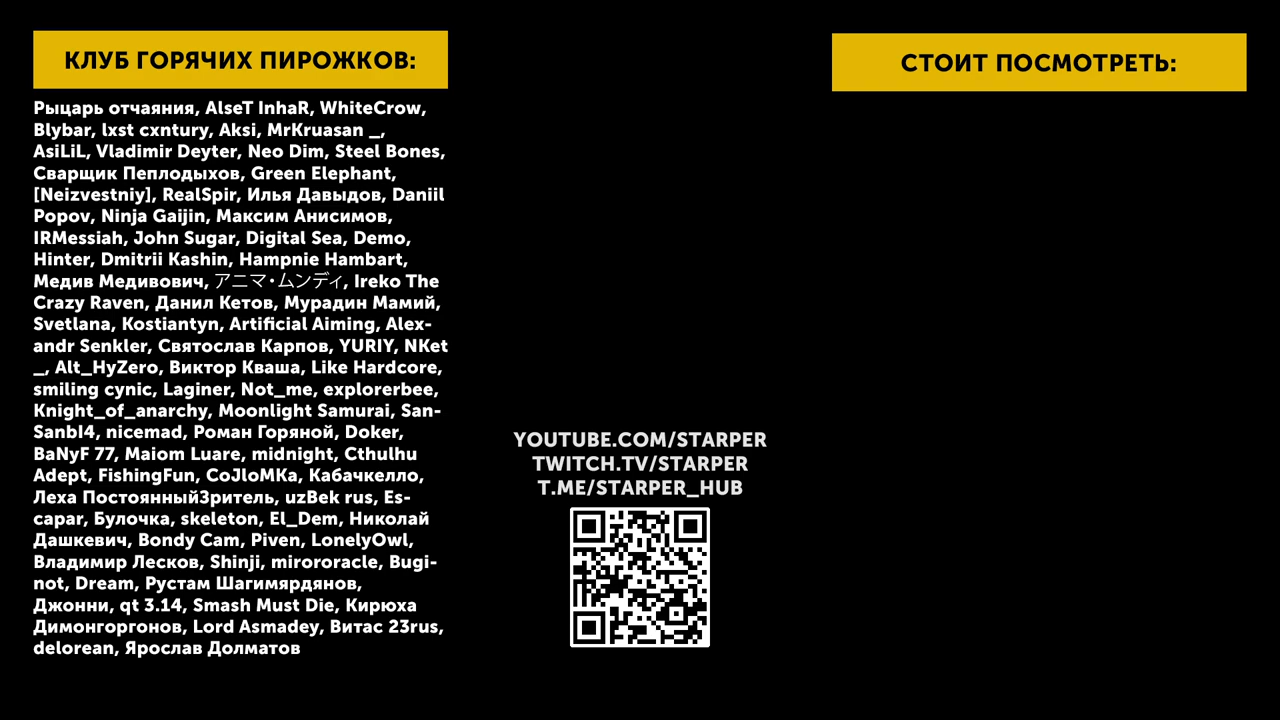 КЛУБ ГОРЯЧИХ ПИРОЖКОВ:
Рыцарь отчаяния, AlseT InhaR, WhiteCrow,
Blybar, lxst cxntury, Aksi, MrKruasan _,
AsiLiL, Vladimir Deyter, Neo Dim, Steel Bones,
Сварщик Пеплодыхов, Green Elephant,
[Neizvestniy], RealSpir, Илья Давыдов, Daniil
Popov, Ninja Gaijin, Максим Анисимов,
IRMessiah, John Sugar, Digital Sea, Demo,
Hinter, Dmitrii Kashin, Hampnie Hambart,
Медив Медивович, アニマ・ムンディ, Ireko The
Crazy Raven, Данил Кетов, Мурадин Мамий,
Svetlana, Kostiantyn, Artificial Aiming, Alex-
andr Senkler, Святослав Карпов, YURIY, NKet
_, Alt_HyZero, Виктор Кваша, Like Hardcore,
smiling cynic, Laginer, Not_me, explorerbee,
Knight_of_anarchy, Moonlight Samurai, San-
SanbI4, nicemad, Роман Горяной, Doker,
BaNyF 77, Maiom Luare, midnight, Cthulhu
Adept, FishingFun, CoJloMKa, Кабачкелло,
Леха ПостоянныйЗритель, uzBek rus, Es-
capar, Булочка, skeleton, El_Dem, Николай
Дашкевич, Bondy Cam, Piven, LonelyOwl,
Владимир Лесков, Shinji, mirororacle, Bugi-
not, Dream, Рустам Шагимярдянов,
Джонни, qt 3.14, Smash Must Die, Кирюха
Димонгоргонов, Lord Asmadey, Витас 23rus,
delorean, Ярослав Долматов
YOUTUBE.COM/STARPER
TWITCH.TV/STARPER
T.ME/STARPER_HUB
СТОИТ ПОСМОТРЕТЬ: